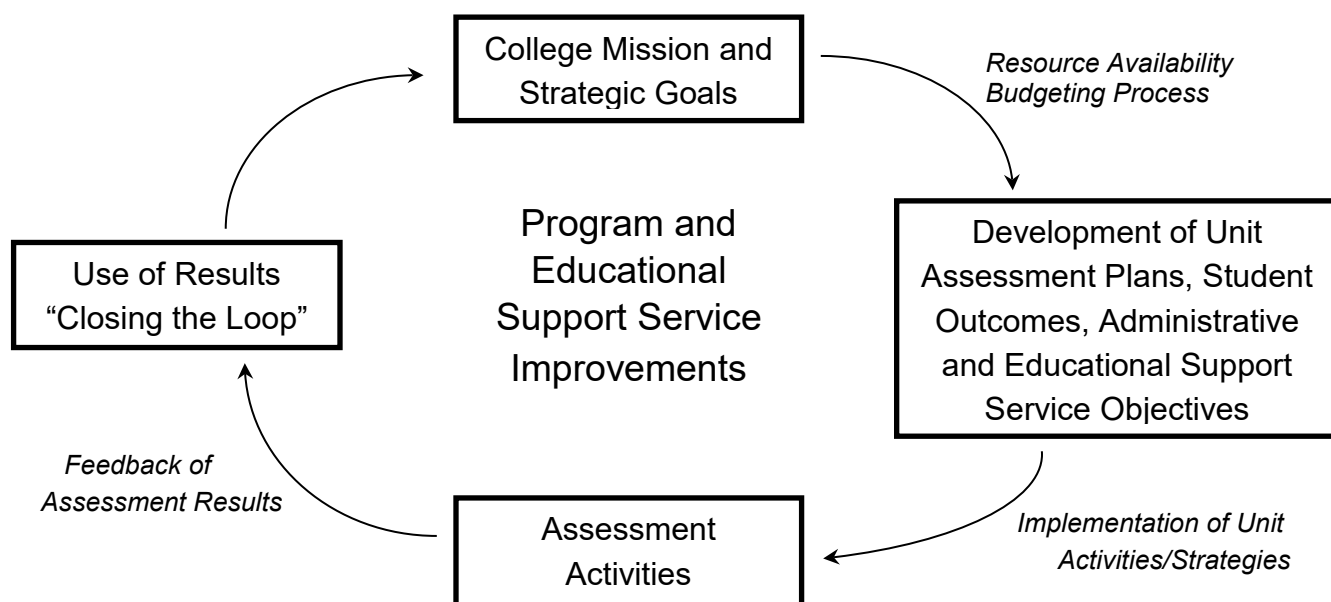 College Mission and
Strategic Goals
Resource Availability
Budgeting Process
Program and
Educational
Support Service
Improvements
Development of Unit
Assessment Plans, Student
Outcomes, Administrative
and Educational Support
Service Objectives
Use of Results
“Closing the Loop”
Feedback of
Assessment Results
Assessment
Activities
Implementation of Unit
Activities/Strategies